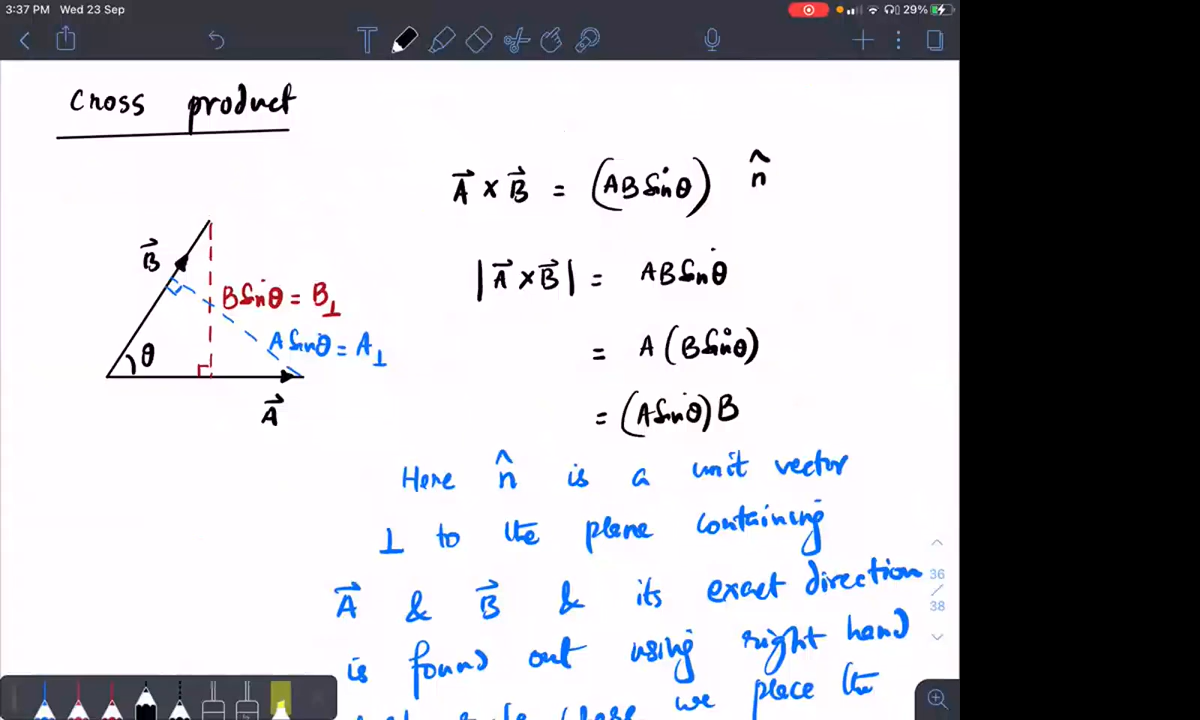 3:37 PM Wed 23 Sep
29%
Cross product
A⃗ × B⃗ = (AB Sinθ) n̂
|A⃗ × B⃗| = AB Sinθ
= A (B Sinθ)
= (A Sinθ) B
B⃗
B Sinθ = B⊥
A Sinθ = A⊥
θ
A⃗
Here n̂ is a unit vector
⊥ to the plane containing
A⃗ & B⃗ & its exact direction
is found out using right hand
we place the
36
/
38